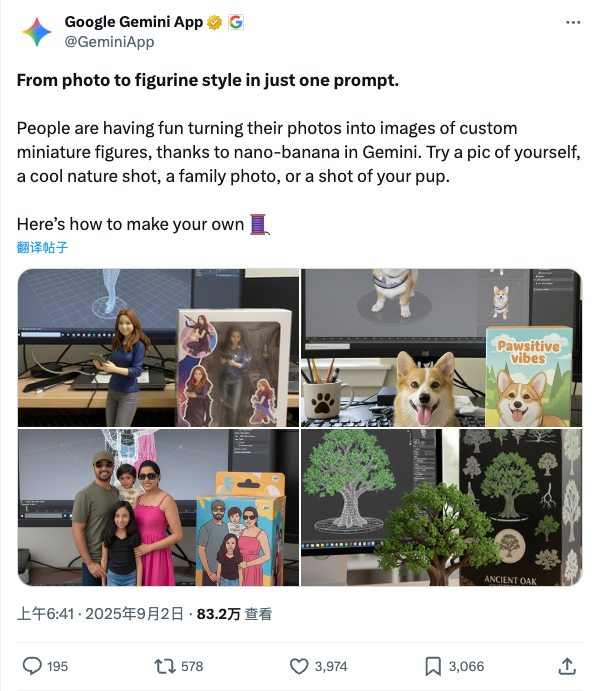 Google Gemini App
@GeminiApp
From photo to figurine style in just one prompt.
People are having fun turning their photos into images of custom
miniature figures, thanks to nano-banana in Gemini. Try a pic of yourself,
a cool nature shot, a family photo, or a shot of your pup.
Here’s how to make your own 🧵
翻译帖子
Pawsitive
vibes
ANCIENT OAK
上午6:41 · 2025年9月2日 · 83.2万 查看
195
578
3,974
3,066